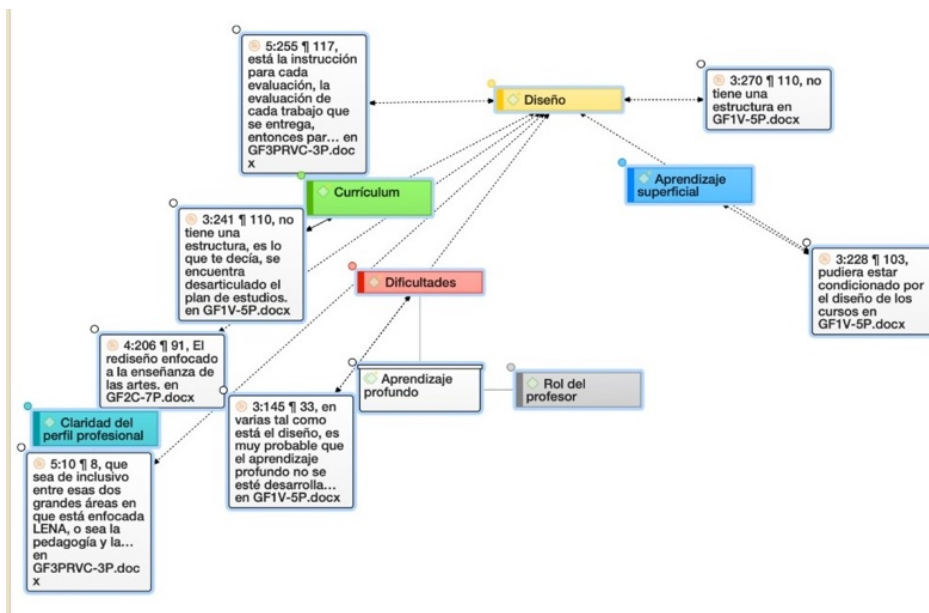 5:255 ¶ 117,
está la instrucción
para cada
evaluación, la
evaluación de
cada trabajo que
se entrega,
entonces par... en
GF3PRVC-3P.doc
x
Diseño
3:270 ¶ 110, no
tiene una
estructura en
GF1V-5P.docx
Currículum
Aprendizaje
superficial
3:241 ¶ 110, no
tiene una
estructura, es lo
que te decía, se
encuentra
desarticulado el
plan de estudios.
en GF1V-5P.docx
3:228 ¶ 103,
pudiera estar
condicionado por
el diseño de los
cursos en
GF1V-5P.docx
Dificultades
4:206 ¶ 91, El
rediseño enfocado
a la enseñanza de
las artes. en
GF2C-7P.docx
Aprendizaje
profundo
Rol del
profesor
3:145 ¶ 33, en
varias tal como
está el diseño, es
muy probable que
el aprendizaje
profundo no se
esté desarrolla...
en GF1V-5P.docx
Claridad del
perfil profesional
5:10 ¶ 8, que
sea de inclusivo
entre esas dos
grandes áreas en
que está enfocada
LENA, o sea la
pedagogía y la...
en
GF3PRVC-3P.doc
x